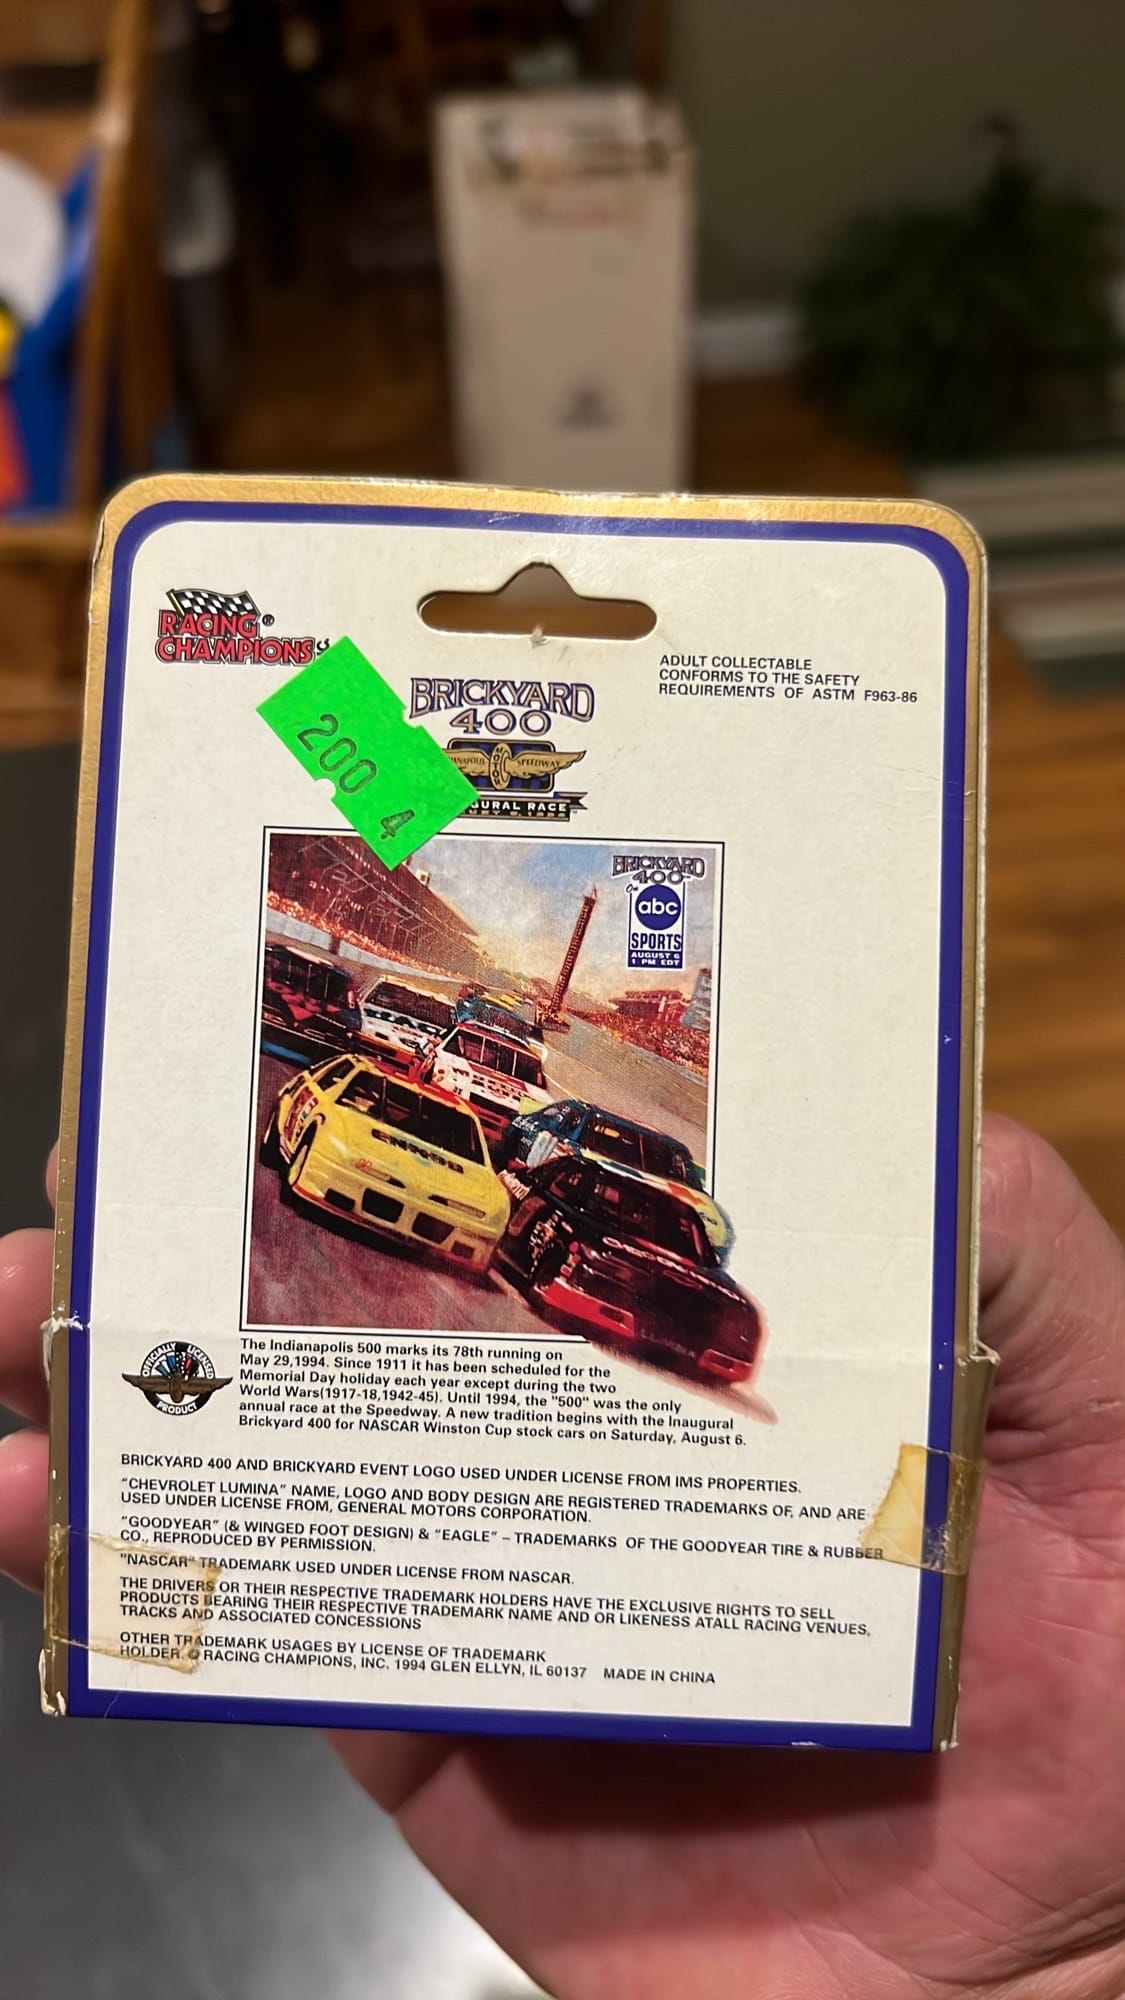 RACING®
CHAMPIONS
200 4
BRICKYARD
400
MOTOR
SPEEDWAY
URAL RACE
ADULT COLLECTABLE
CONFORMS TO THE SAFETY
REQUIREMENTS OF ASTM F963-86
BRICKYARD
400
On
abc
SPORTS
AUGUST 6
1 PM EDT
OFFICIALLY LICENSED
PRODUCT
The Indianapolis 500 marks its 78th running on
May 29,1994. Since 1911 it has been scheduled for the
Memorial Day holiday each year except during the two
World Wars(1917-18,1942-45). Until 1994, the "500" was the only
annual race at the Speedway. A new tradition begins with the Inaugural
Brickyard 400 for NASCAR Winston Cup stock cars on Saturday, August 6.
BRICKYARD 400 AND BRICKYARD EVENT LOGO USED UNDER LICENSE FROM IMS PROPERTIES.
"CHEVROLET LUMINA" NAME, LOGO AND BODY DESIGN ARE REGISTERED TRADEMARKS OF, AND ARE
USED UNDER LICENSE FROM, GENERAL MOTORS CORPORATION.
"GOODYEAR" (& WINGED FOOT DESIGN) & "EAGLE" – TRADEMARKS OF THE GOODYEAR TIRE & RUBBER
CO., REPRODUCED BY PERMISSION.
"NASCAR" TRADEMARK USED UNDER LICENSE FROM NASCAR.
THE DRIVERS OR THEIR RESPECTIVE TRADEMARK HOLDERS HAVE THE EXCLUSIVE RIGHTS TO SELL
PRODUCTS BEARING THEIR RESPECTIVE TRADEMARK NAME AND OR LIKENESS ATALL RACING VENUES,
TRACKS AND ASSOCIATED CONCESSIONS
OTHER TRADEMARK USAGES BY LICENSE OF TRADEMARK
HOLDER. © RACING CHAMPIONS, INC. 1994 GLEN ELLYN, IL 60137 MADE IN CHINA